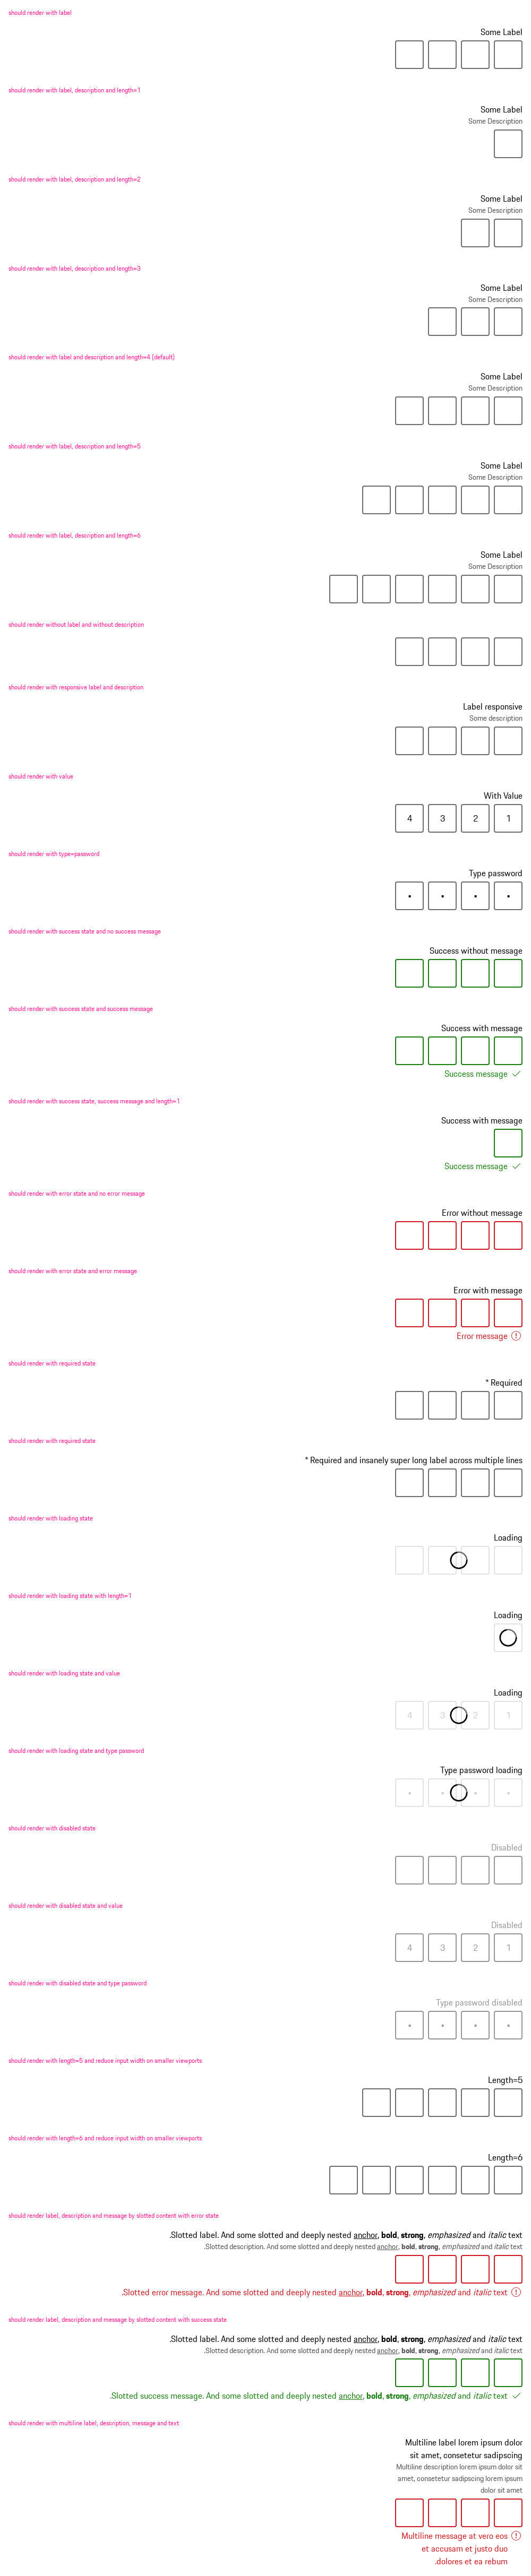 should render with label
Some Label
should render with label, description and length=1
Some Label
Some Description
should render with label, description and length=2
Some Label
Some Description
should render with label, description and length=3
Some Label
Some Description
should render with label and description and length=4 (default)
Some Label
Some Description
should render with label, description and length=5
Some Label
Some Description
should render with label, description and length=6
Some Label
Some Description
should render without label and without description
should render with responsive label and description
Label responsive
Some description
should render with value
With Value
4 3 2 1
should render with type=password
Type password
should render with success state and no success message
Success without message
should render with success state and success message
Success with message
Success message
should render with success state, success message and length=1
Success with message
Success message
should render with error state and no error message
Error without message
should render with error state and error message
Error with message
Error message
should render with required state
* Required
should render with required state
* Required and insanely super long label across multiple lines
should render with loading state
Loading
should render with loading state with length=1
Loading
should render with loading state and value
Loading
4 3 2 1
should render with loading state and type password
Type password loading
should render with disabled state
Disabled
should render with disabled state and value
Disabled
4 3 2 1
should render with disabled state and type password
Type password disabled
should render with length=5 and reduce input width on smaller viewports
Length=5
should render with length=6 and reduce input width on smaller viewports
Length=6
should render label, description and message by slotted content with error state
.Slotted label. And some slotted and deeply nested anchor, bold, strong, emphasized and italic text
.Slotted description. And some slotted and deeply nested anchor, bold, strong, emphasized and italic text
.Slotted error message. And some slotted and deeply nested anchor, bold, strong, emphasized and italic text
should render label, description and message by slotted content with success state
.Slotted label. And some slotted and deeply nested anchor, bold, strong, emphasized and italic text
.Slotted description. And some slotted and deeply nested anchor, bold, strong, emphasized and italic text
.Slotted success message. And some slotted and deeply nested anchor, bold, strong, emphasized and italic text
should render with multiline label, description, message and text
Multiline label lorem ipsum dolor
sit amet, consetetur sadipscing
Multiline description lorem ipsum dolor sit
amet, consetetur sadipscing lorem ipsum
dolor sit amet
Multiline message at vero eos
et accusam et justo duo
.dolores et ea rebum